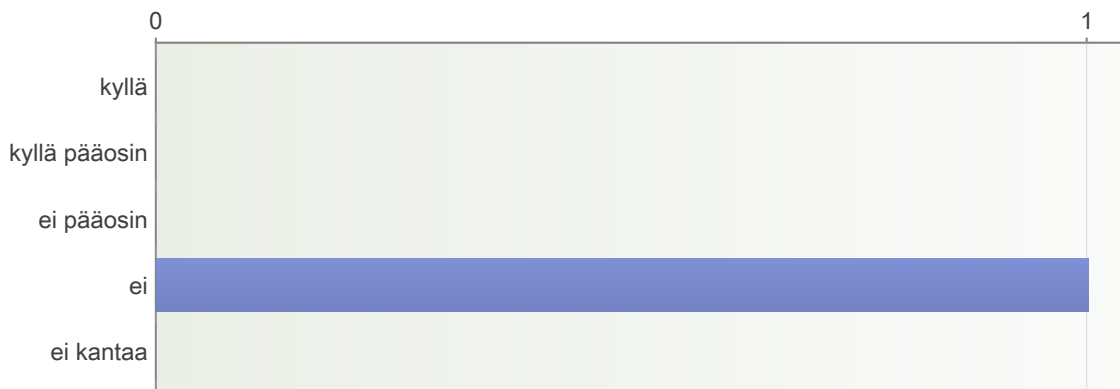 0 1
kyllä
kyllä pääosin
ei pääosin
ei
ei kantaa